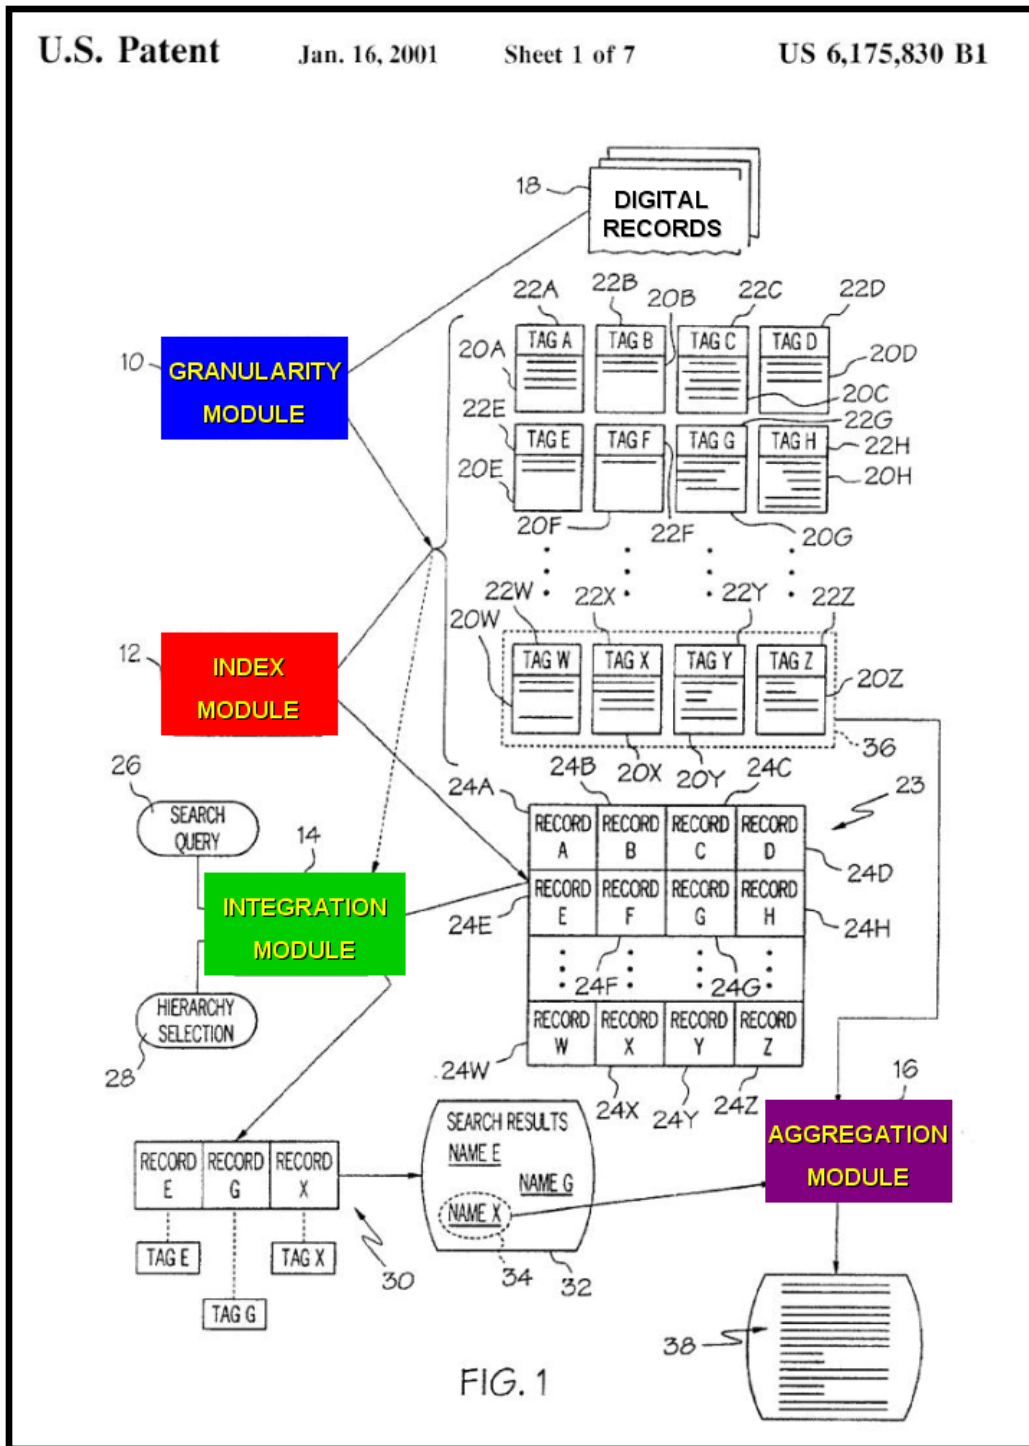 U.S. Patent Jan. 16, 2001 Sheet 1 of 7 US 6,175,830 B1
18
DIGITAL
RECORDS
22A 22B 20B 22C 22D
10
GRANULARITY
MODULE
20A TAG A TAG B TAG C TAG D 20D
20C
22E 22G
TAG E TAG F TAG G TAG H 22H
20E 20H
20F 22F 20G
22W 22X 22Y 22Z
20W
12
INDEX
MODULE
TAG W TAG X TAG Y TAG Z 20Z
36
20X 20Y
24A 24B 24C 23
26
SEARCH
QUERY
RECORD A RECORD B RECORD C RECORD D
24D
14
INTEGRATION
MODULE
24E RECORD E RECORD F RECORD G RECORD H 24H
24F 24G
HIERARCHY
SELECTION
28
RECORD W RECORD X RECORD Y RECORD Z
24W 24X 24Y 24Z
16
AGGREGATION
MODULE
RECORD E RECORD G RECORD X
SEARCH RESULTS
NAME E
NAME G
NAME X
TAG E TAG X 30
34 32
TAG G
38
FIG. 1